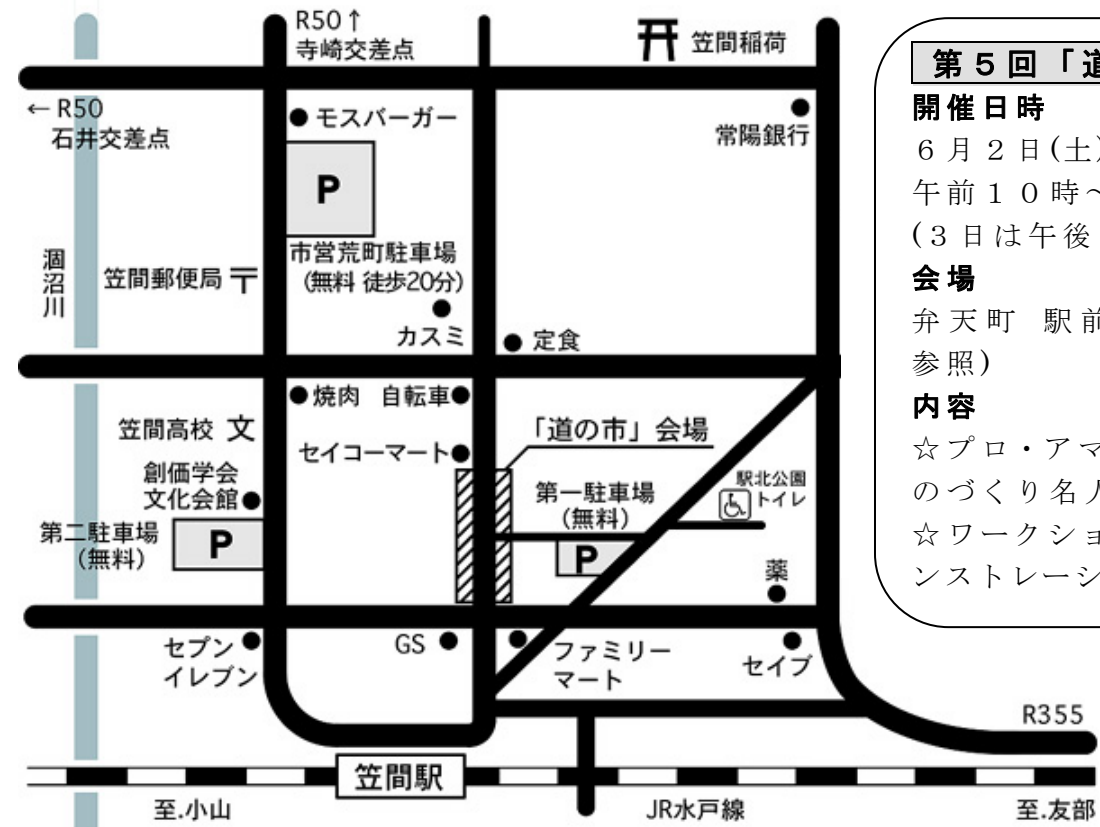 R50↑
寺崎交差点
笠間稲荷
← R50
石井交差点
モスバーガー
常陽銀行
P
市営荒町駐車場
(無料 徒歩20分)
涸沼川
笠間郵便局〒
カスミ
定食
焼肉 自転車
笠間高校 文
セイコーマート
「道の市」会場
創価学会
文化会館
第一駐車場
(無料)
駅北公園
トイレ
第二駐車場
(無料)
P
P
薬
セブン
イレブン
GS
ファミリー
マート
セイブ
R355
笠間駅
至.小山
JR水戸線
至.友部
第5回「道
開催日時
6月2日(土)
午前10時~
(3日は午後
会場
弁天町 駅前
参照)
内容
☆プロ・アマ
のづくり名人
☆ワークショ
ンストレーシ